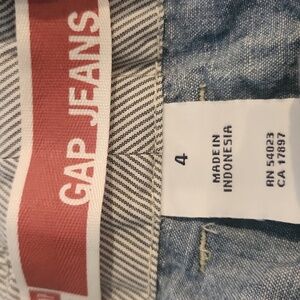 GAP JEANS
4
MADE IN
INDONESIA
RN 54023
CA 17897